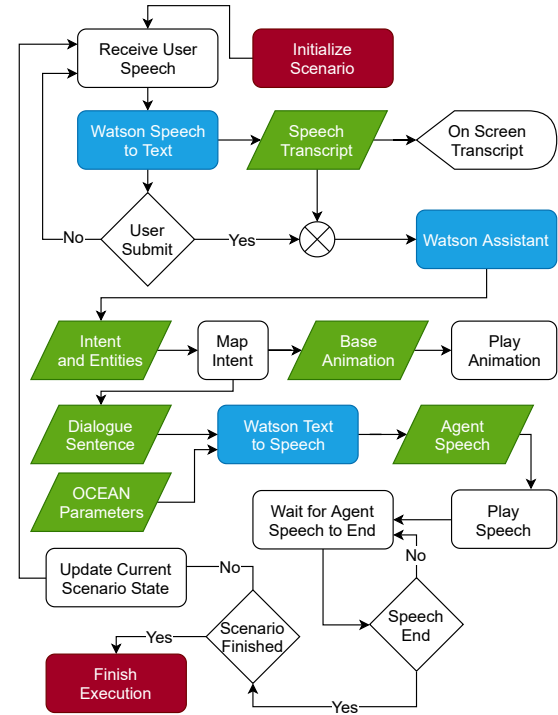 Receive User
Speech
Initialize
Scenario
Watson Speech
to Text
Speech
Transcript
On Screen
Transcript
User
Submit
No
Yes
Watson Assistant
Intent
and Entities
Map
Intent
Base
Animation
Play
Animation
Dialogue
Sentence
Watson Text
to Speech
Agent
Speech
OCEAN
Parameters
Wait for Agent
Speech to End
Play
Speech
No
Update Current
Scenario State
No
Speech
End
Scenario
Finished
Yes
Finish
Execution
Yes